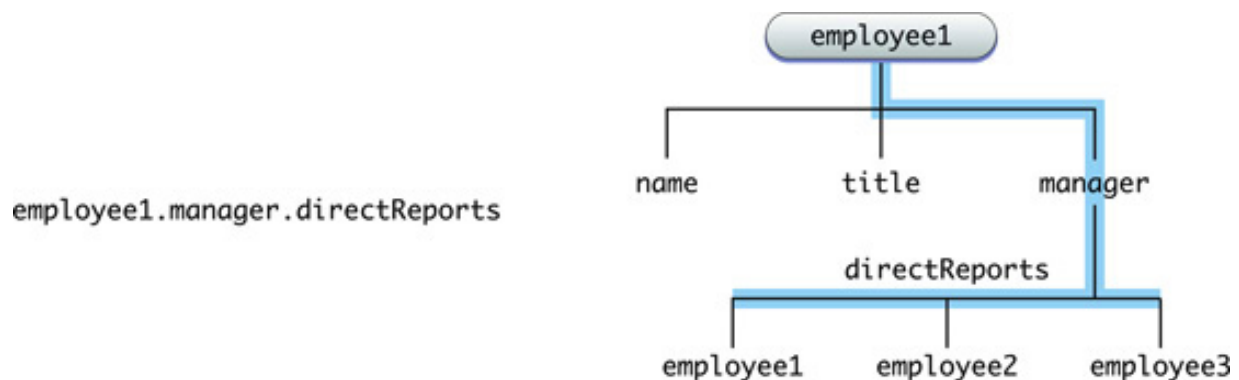 employee1
name title manager
employee1.manager.directReports
directReports
employee1 employee2 employee3